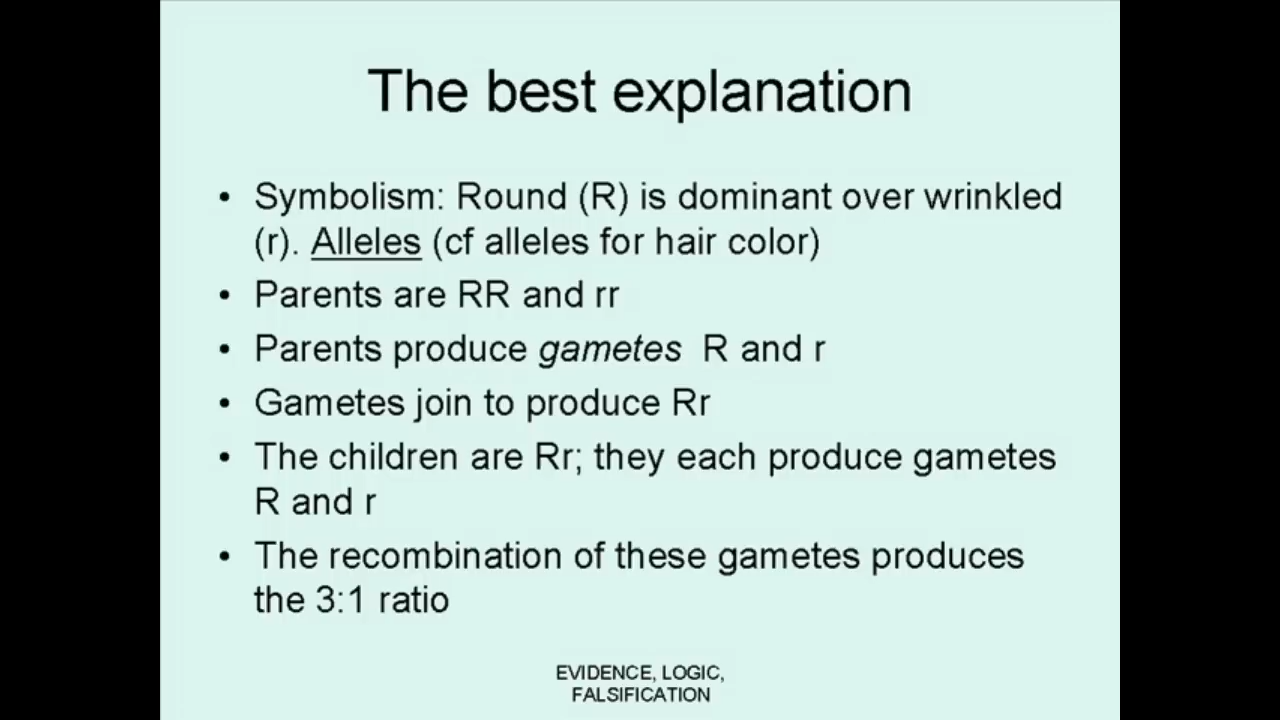 The best explanation
• Symbolism: Round (R) is dominant over wrinkled
(r). Alleles (cf alleles for hair color)
• Parents are RR and rr
• Parents produce gametes R and r
• Gametes join to produce Rr
• The children are Rr; they each produce gametes
R and r
• The recombination of these gametes produces
the 3:1 ratio
EVIDENCE, LOGIC,
FALSIFICATION